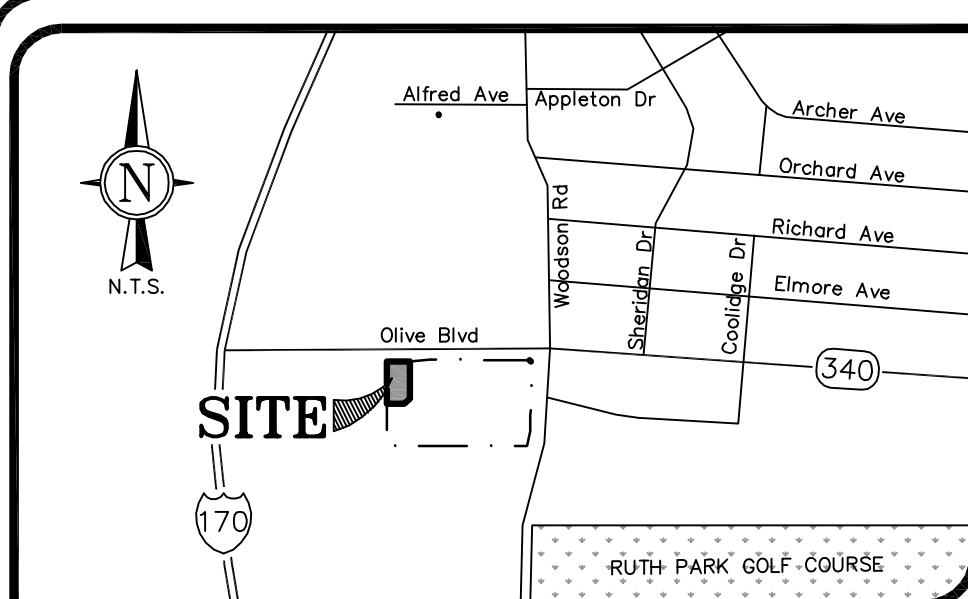 Alfred Ave
Appleton Dr
Archer Ave
N
Orchard Ave
Woodson Rd
Richard Ave
Sheridan Dr
Coolidge Dr
N.T.S.
Elmore Ave
Olive Blvd
340
SITE
170
RUTH PARK GOLF COURSE